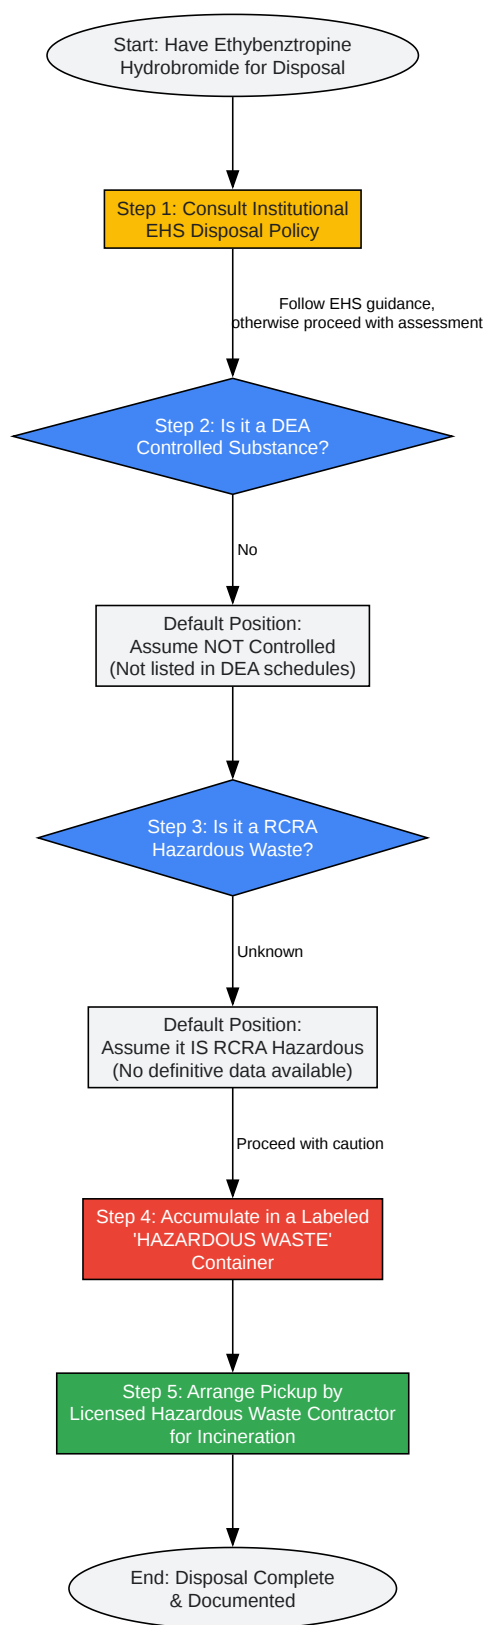 Start: Have Ethybenztropine
Hydrobromide for Disposal
Step 1: Consult Institutional
EHS Disposal Policy
Follow EHS guidance,
otherwise proceed with assessment
Step 2: Is it a DEA
Controlled Substance?
No
Default Position:
Assume NOT Controlled
(Not listed in DEA schedules)
Step 3: Is it a RCRA
Hazardous Waste?
Unknown
Default Position:
Assume it IS RCRA Hazardous
(No definitive data available)
Proceed with caution
Step 4: Accumulate in a Labeled
'HAZARDOUS WASTE'
Container
Step 5: Arrange Pickup by
Licensed Hazardous Waste Contractor
for Incineration
End: Disposal Complete
& Documented